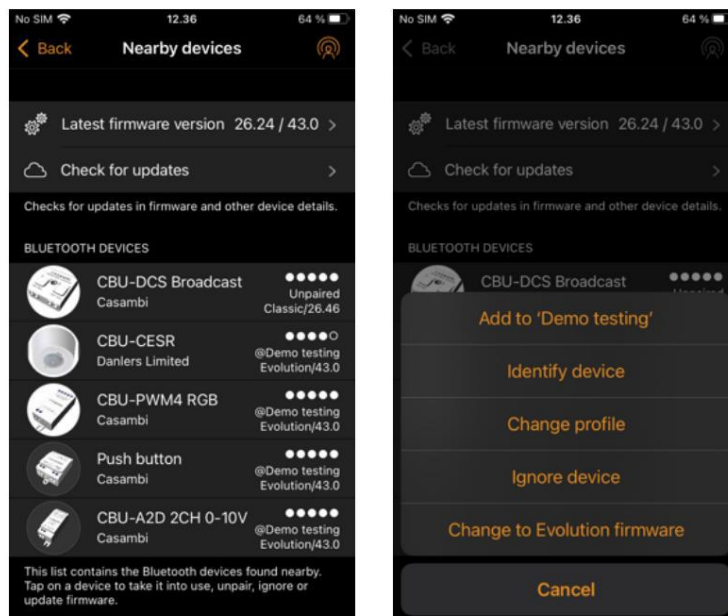 No SIM 12.36 64 %
Back Nearby devices
Latest firmware version 26.24 / 43.0
Check for updates
Checks for updates in firmware and other device details.
BLUETOOTH DEVICES
CBU-DCS Broadcast
Casambi
Unpaired
Classic/26.46
CBU-CESR
Danlers Limited
@Demo testing
Evolution/43.0
CBU-PWM4 RGB
Casambi
@Demo testing
Evolution/43.0
Push button
Casambi
@Demo testing
Evolution/43.0
CBU-A2D 2CH 0-10V
Casambi
@Demo testing
Evolution/43.0
This list contains the Bluetooth devices found nearby.
Tap on a device to take it into use, unpair, ignore or
update firmware.
No SIM 12.36 64 %
Back Nearby devices
Latest firmware version 26.24 / 43.0
Check for updates
Checks for updates in firmware and other device details.
BLUETOOTH DEVICES
CBU-DCS Broadcast
Add to ‘Demo testing’
Identify device
Change profile
Ignore device
Change to Evolution firmware
Cancel